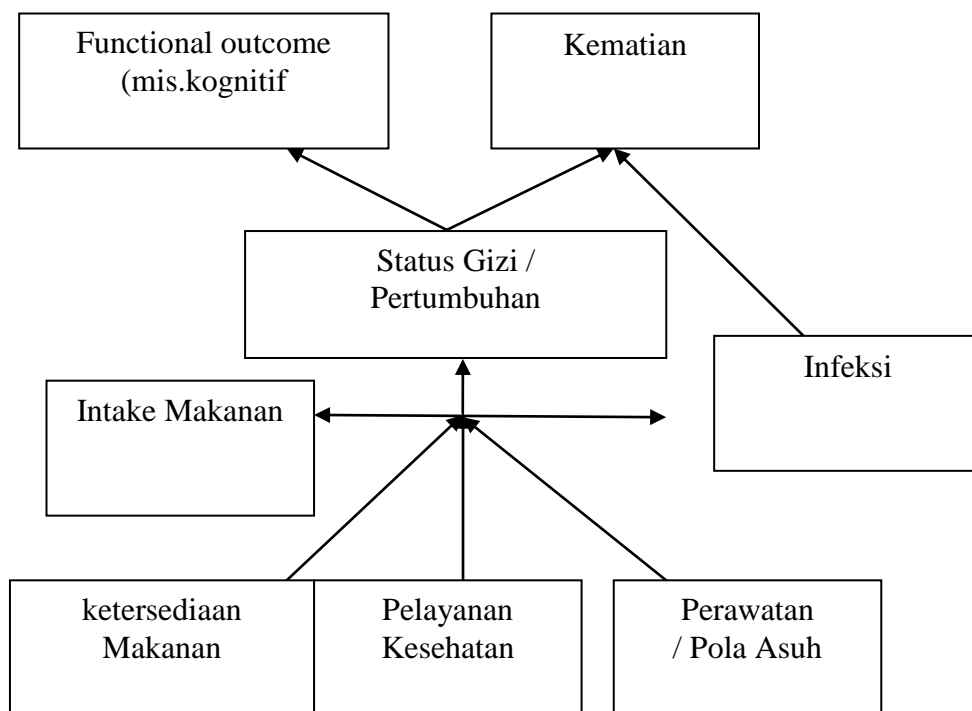 Functional outcome
(mis.kognitif
Kematian
Status Gizi /
Pertumbuhan
Infeksi
Intake Makanan
ketersediaan
Makanan
Pelayanan
Kesehatan
Perawatan
/ Pola Asuh